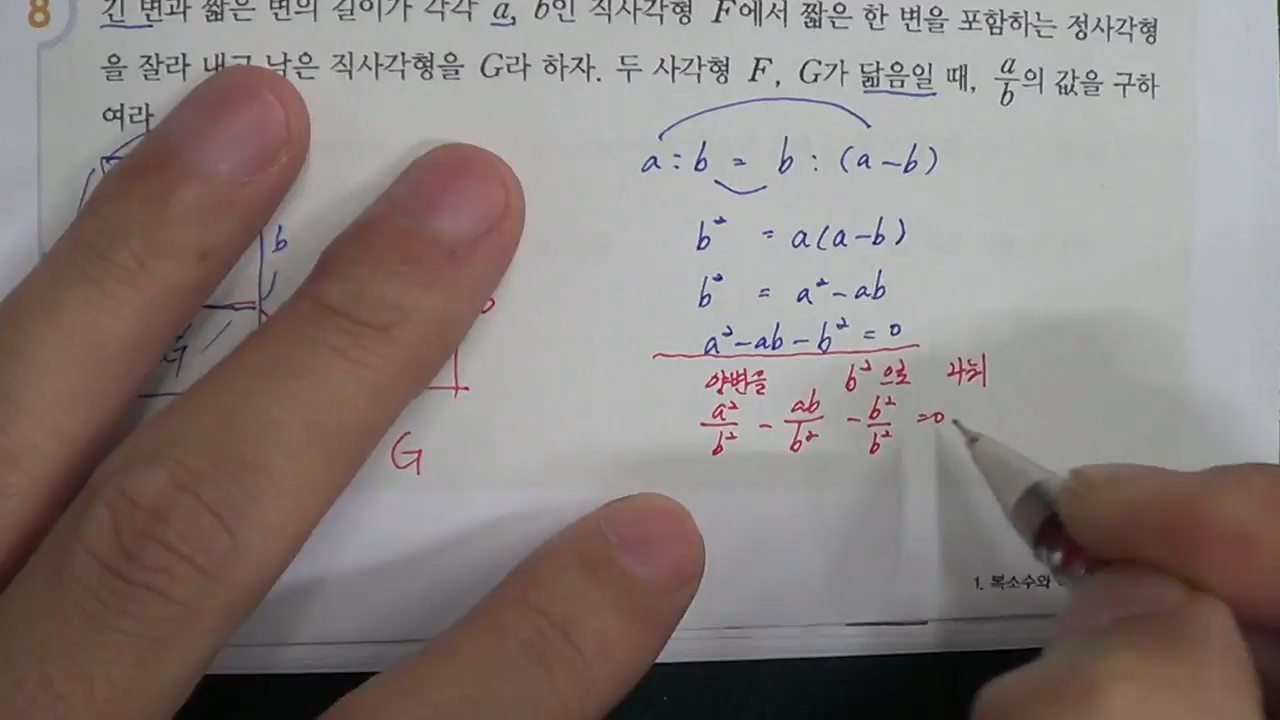 8
긴 변과 짧은 변의 길이가 각각 a, b인 직사각형 F에서 짧은 한 변을 포함하는 정사각형
을 잘라 내고 남은 직사각형을 G라 하자. 두 사각형 F, G가 닮음일 때, a/b의 값을 구하
여라
a : b = b : (a-b)
b² = a(a-b)
b
b² = a²-ab
a²-ab-b²=0
양변을 b²으로 나눠
a²/b² - ab/b² - b²/b² =0
G
1. 복소수와